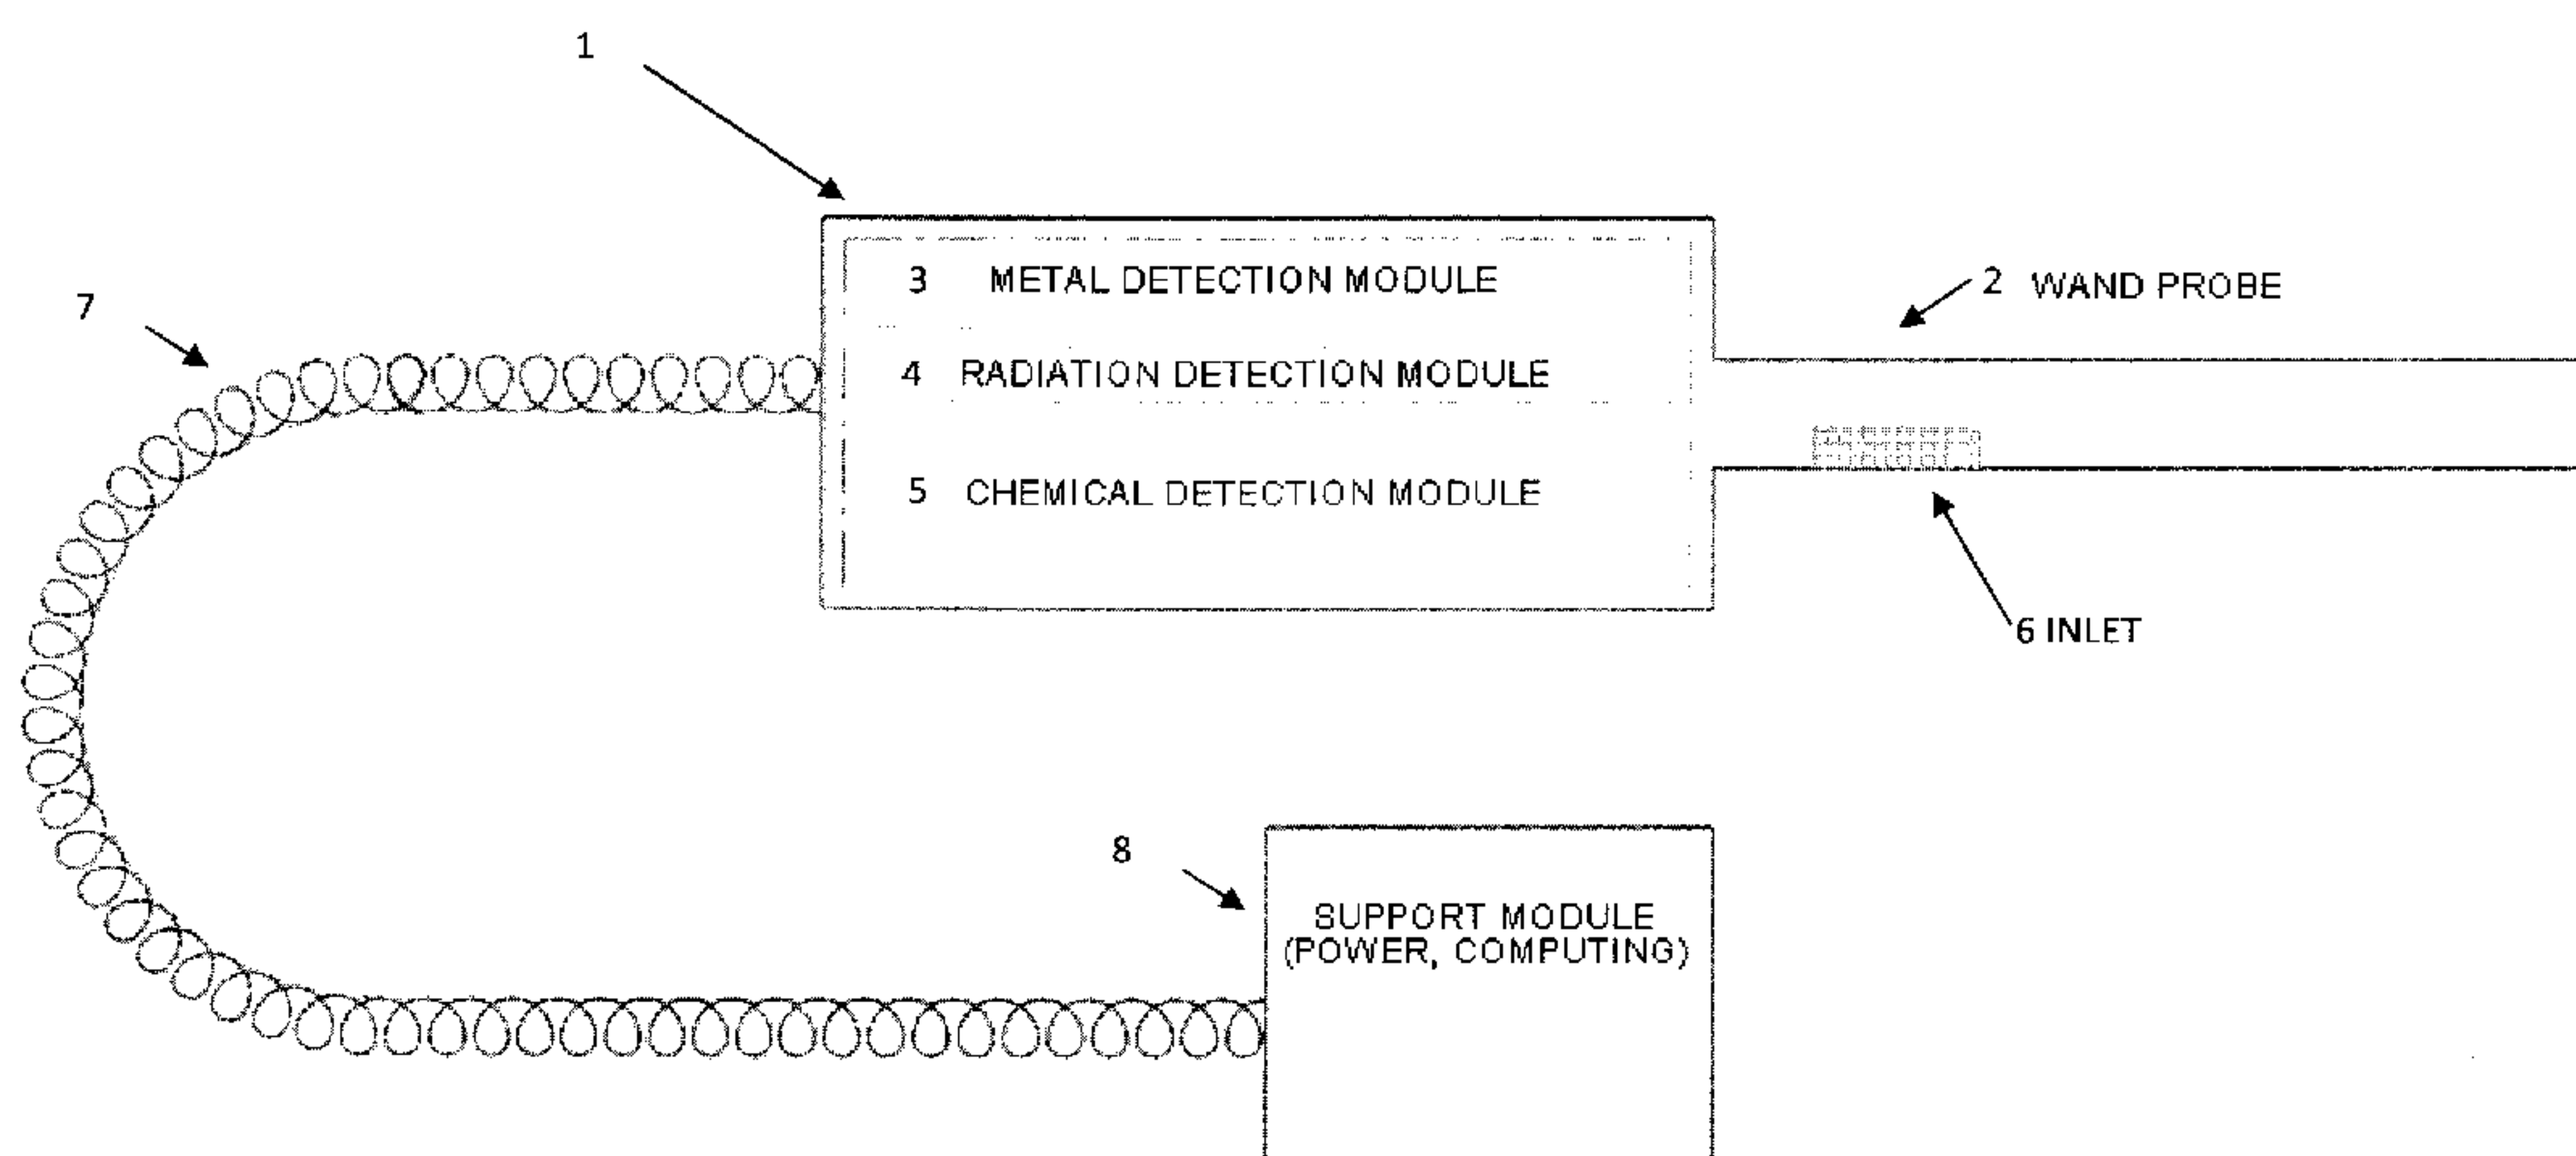 1
3 METAL DETECTION MODULE
2 WAND PROBE
7
4 RADIATION DETECTION MODULE
5 CHEMICAL DETECTION MODULE
6 INLET
8
SUPPORT MODULE
(POWER, COMPUTING)